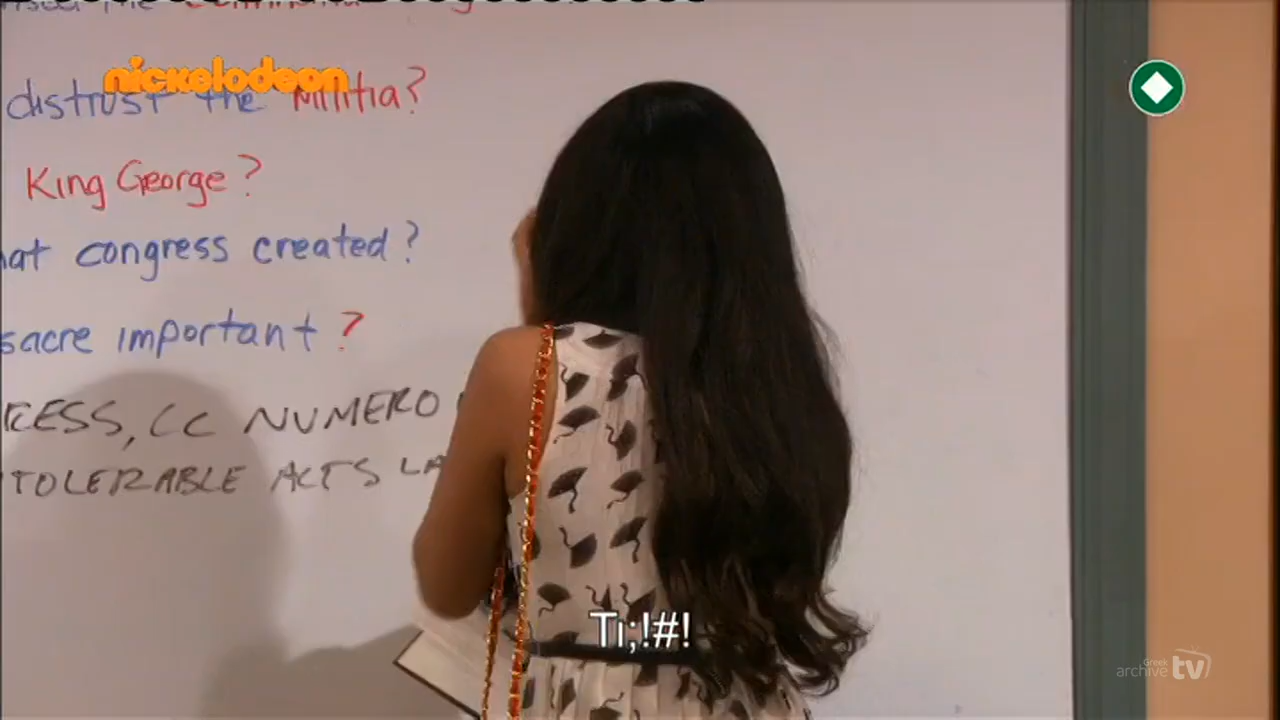 nickelodeon
distrust the Militia?
King George?
hat congress created?
sacre important?
CESS, CC NUMERO
TOLERABLE ACTS LA
Τι;!#!
Greek
archive tv